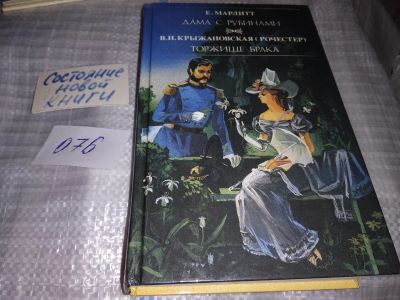 Е. МАРЛИТТ
ДАМА С РУБИНАМИ
В.И. КРЫЖАНОВСКАЯ (РОЧЕСТЕР)
ТОРЖИЩЕ БРАКА
Состояние
новой
книги
076